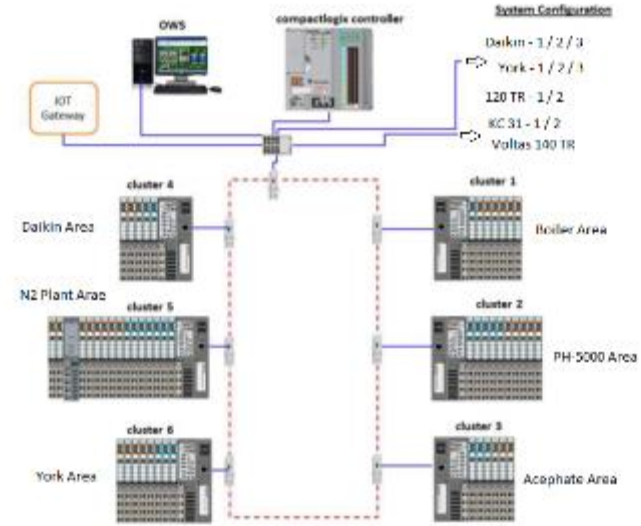 System Configuration
OWS
compactlogix controller
Daikin - 1 / 2 / 3
York - 1 / 2 / 3
IOT
Gateway
120 TR - 1 / 2
KC 31 - 1 / 2
Voltas 140 TR
cluster 4
cluster 1
Daikin Area
Boiler Area
N2 Plant Arae
cluster 5
cluster 2
PH-5000 Area
cluster 6
cluster 3
York Area
Acephate Area